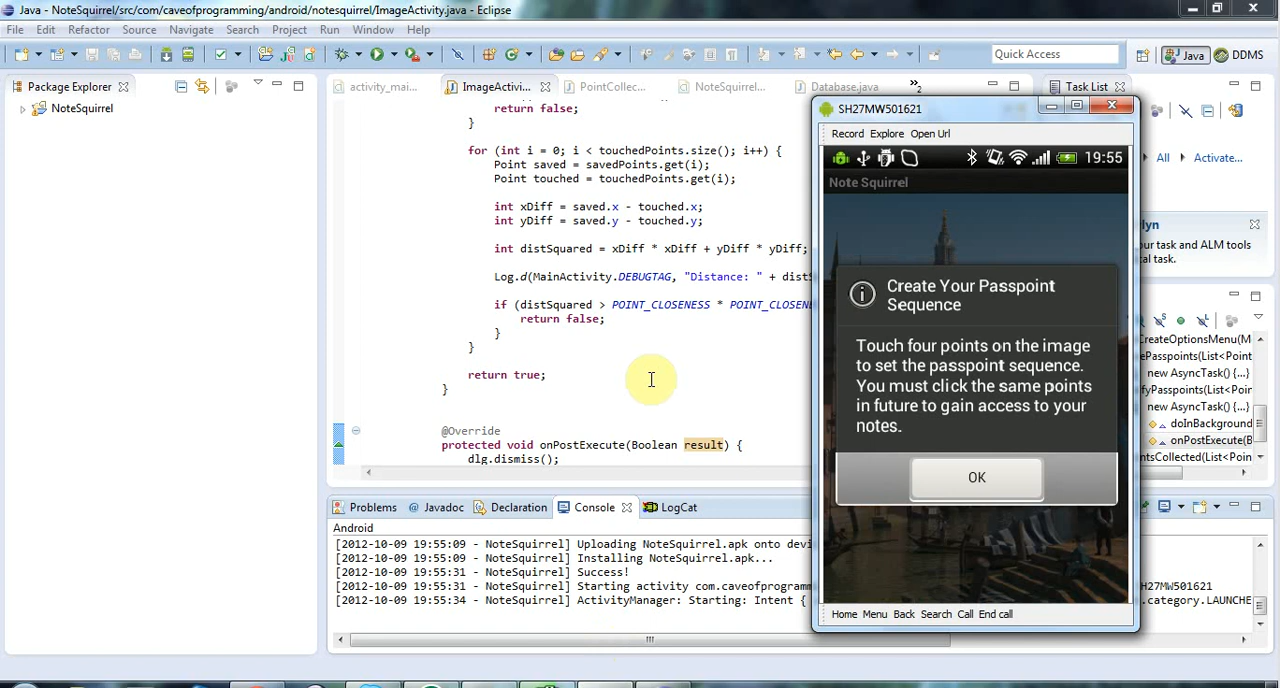 Java - NoteSquirrel/src/com/caveofprogramming/android/notesquirrel/ImageActivity.java - Eclipse
File Edit Refactor Source Navigate Search Project Run Window Help
Quick Access
Java
DDMS
Package Explorer
NoteSquirrel
activity_mai...
ImageActivi...
PointCollec...
NoteSquirrel...
Database.java
»2
Task List
return false;
}
for (int i = 0; i < touchedPoints.size(); i++) {
Point saved = savedPoints.get(i);
Point touched = touchedPoints.get(i);
int xDiff = saved.x - touched.x;
int yDiff = saved.y - touched.y;
int distSquared = xDiff * xDiff + yDiff * yDiff;
Log.d(MainActivity.DEBUGTAG, "Distance: " + distS
if (distSquared > POINT_CLOSENESS * POINT_CLOSEN
return false;
}
}
return true;
}
@Override
protected void onPostExecute(Boolean result) {
dlg.dismiss();
SH27MW501621
Record Explore Open Url
19:55
Note Squirrel
Create Your Passpoint
Sequence
Touch four points on the image
to set the passpoint sequence.
You must click the same points
in future to gain access to your
notes.
OK
Home Menu Back Search Call End call
All
Activate...
lyn
ur task and ALM tools
al task.
CreateOptionsMenu(M
ePasspoints(List<Point
new AsyncTask() {...}
fyPasspoints(List<Poin
new AsyncTask() {...}
doInBackground
onPostExecute(B
ntsCollected(List<Poin
Problems
@ Javadoc
Declaration
Console
LogCat
Android
[2012-10-09 19:55:09 - NoteSquirrel] Uploading NoteSquirrel.apk onto devi
[2012-10-09 19:55:09 - NoteSquirrel] Installing NoteSquirrel.apk...
[2012-10-09 19:55:31 - NoteSquirrel] Success!
[2012-10-09 19:55:31 - NoteSquirrel] Starting activity com.caveofprogramm
H27MW501621
[2012-10-09 19:55:34 - NoteSquirrel] ActivityManager: Starting: Intent {
.category.LAUNCHE